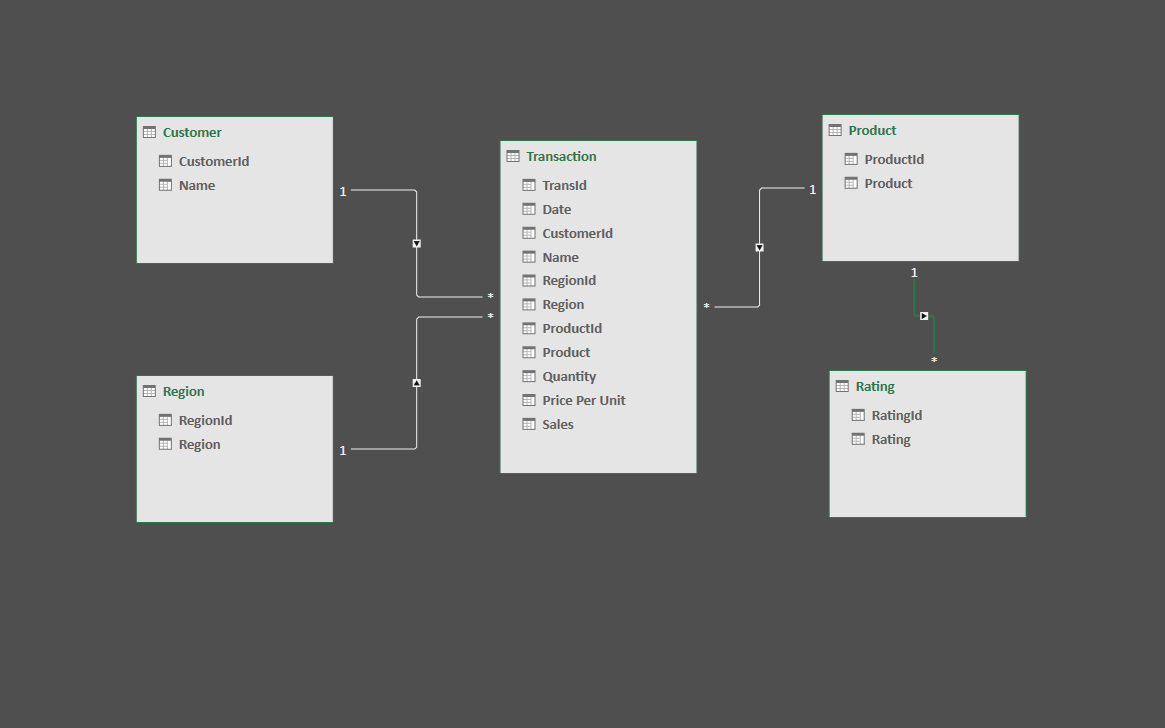 Customer
CustomerId
Name
1
*
Region
RegionId
Region
1
*
Transaction
TransId
Date
CustomerId
Name
RegionId
Region
ProductId
Product
Quantity
Price Per Unit
Sales
*
1
Product
ProductId
Product
1
*
Rating
RatingId
Rating